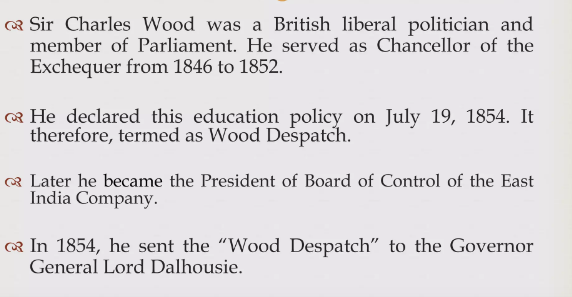 Sir Charles Wood was a British liberal politician and
member of Parliament. He served as Chancellor of the
Exchequer from 1846 to 1852.
He declared this education policy on July 19, 1854. It
therefore, termed as Wood Despatch.
Later he became the President of Board of Control of the East
India Company.
In 1854, he sent the “Wood Despatch” to the Governor
General Lord Dalhousie.